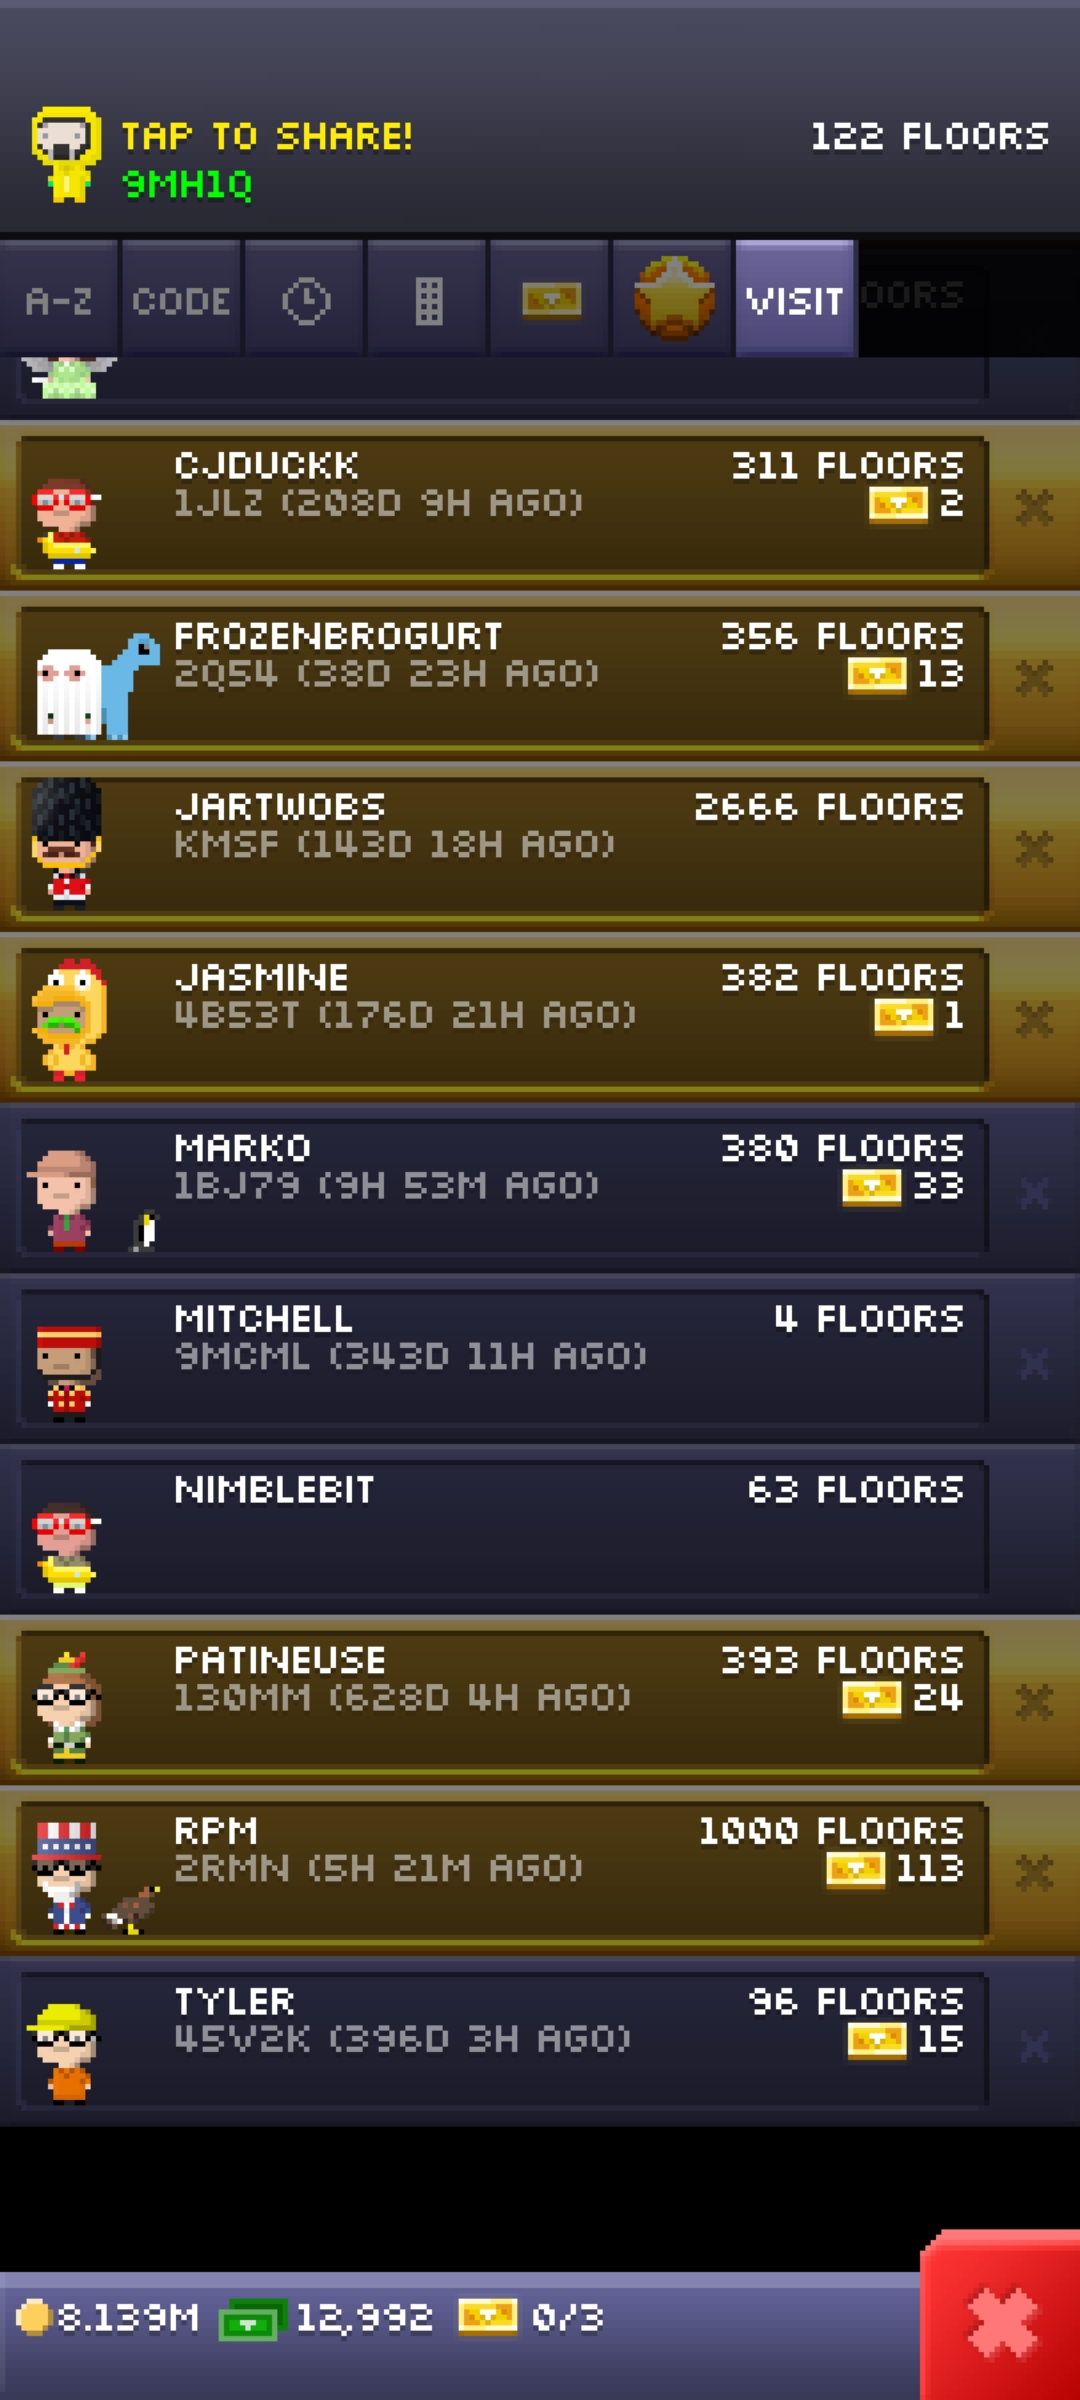 TAP TO SHARE!
122 FLOORS
9MH1Q
A-Z
CODE
VISIT
OORS
CJDUCKK
311 FLOORS
1JLZ (208D 9H AGO)
2
FROZENBROGURT
356 FLOORS
2Q54 (38D 23H AGO)
13
JARTWOBS
2666 FLOORS
KMSF (143D 18H AGO)
JASMINE
382 FLOORS
4B53T (176D 21H AGO)
1
MARKO
380 FLOORS
1BJ79 (9H 53M AGO)
33
MITCHELL
4 FLOORS
9MCML (343D 11H AGO)
NIMBLEBIT
63 FLOORS
PATINEUSE
393 FLOORS
130MM (628D 4H AGO)
24
RPM
1000 FLOORS
2RMN (5H 21M AGO)
113
TYLER
96 FLOORS
45V2K (396D 3H AGO)
15
8.139M
12,992
0/3